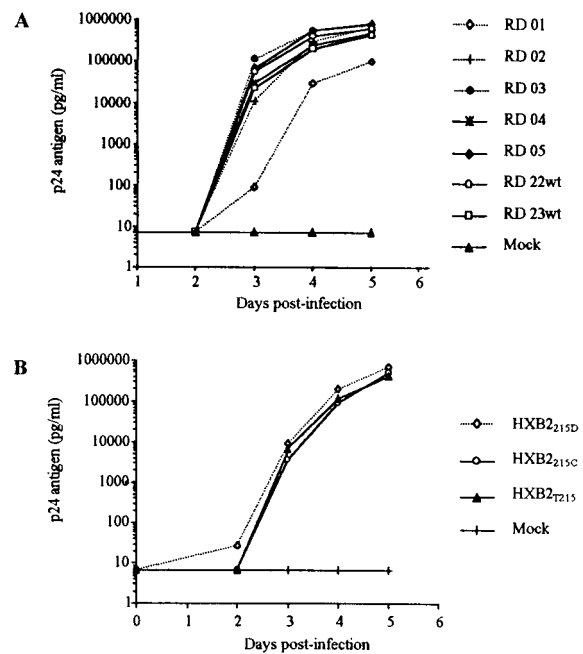 A
p24 antigen (pg/ml)
1000000
100000
10000
1000
100
10
1
1 2 3 4 5 6
Days post-infection
RD 01
RD 02
RD 03
RD 04
RD 05
RD 22wt
RD 23wt
Mock
B
p24 antigen (pg/ml)
1000000
100000
10000
1000
100
10
1
0 1 2 3 4 5 6
Days post-infection
HXB2215D
HXB2215C
HXB2T215
Mock